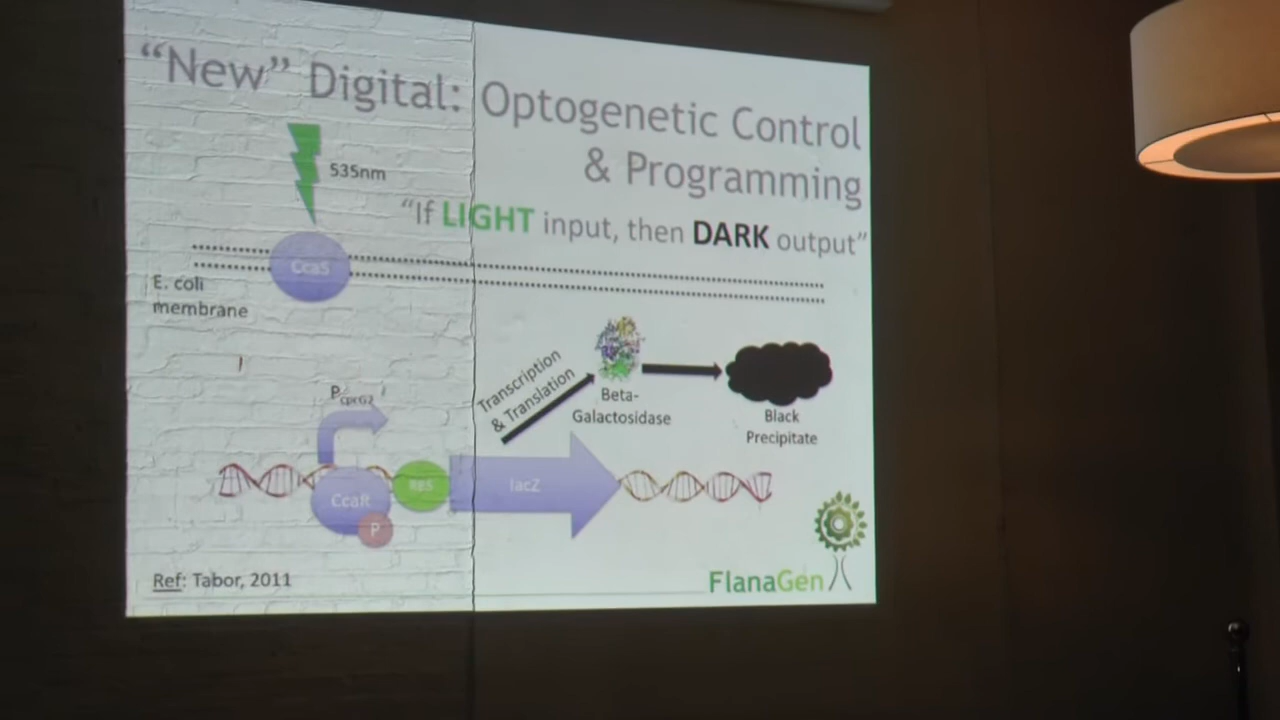 “New” Digital: Optogenetic Control
& Programming
535nm
“If LIGHT input, then DARK output”
CcaS
E. coli
membrane
Transcription
& Translation
Beta-
Galactosidase
Black
Precipitate
PcpcG2
CcaR
P
RBS
lacZ
Ref: Tabor, 2011
FlanaGen